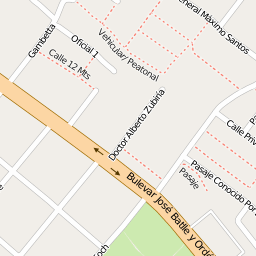 General Máximo Santos
Gambetta
Oficial 1
Vehicular/ Peatonal
Calle 12 Mts
Doctor Alberto Zubiría
Calle Priv
Pasaje Conocido Por
Pasaje
Bulevar José Batlle y Ordó
och